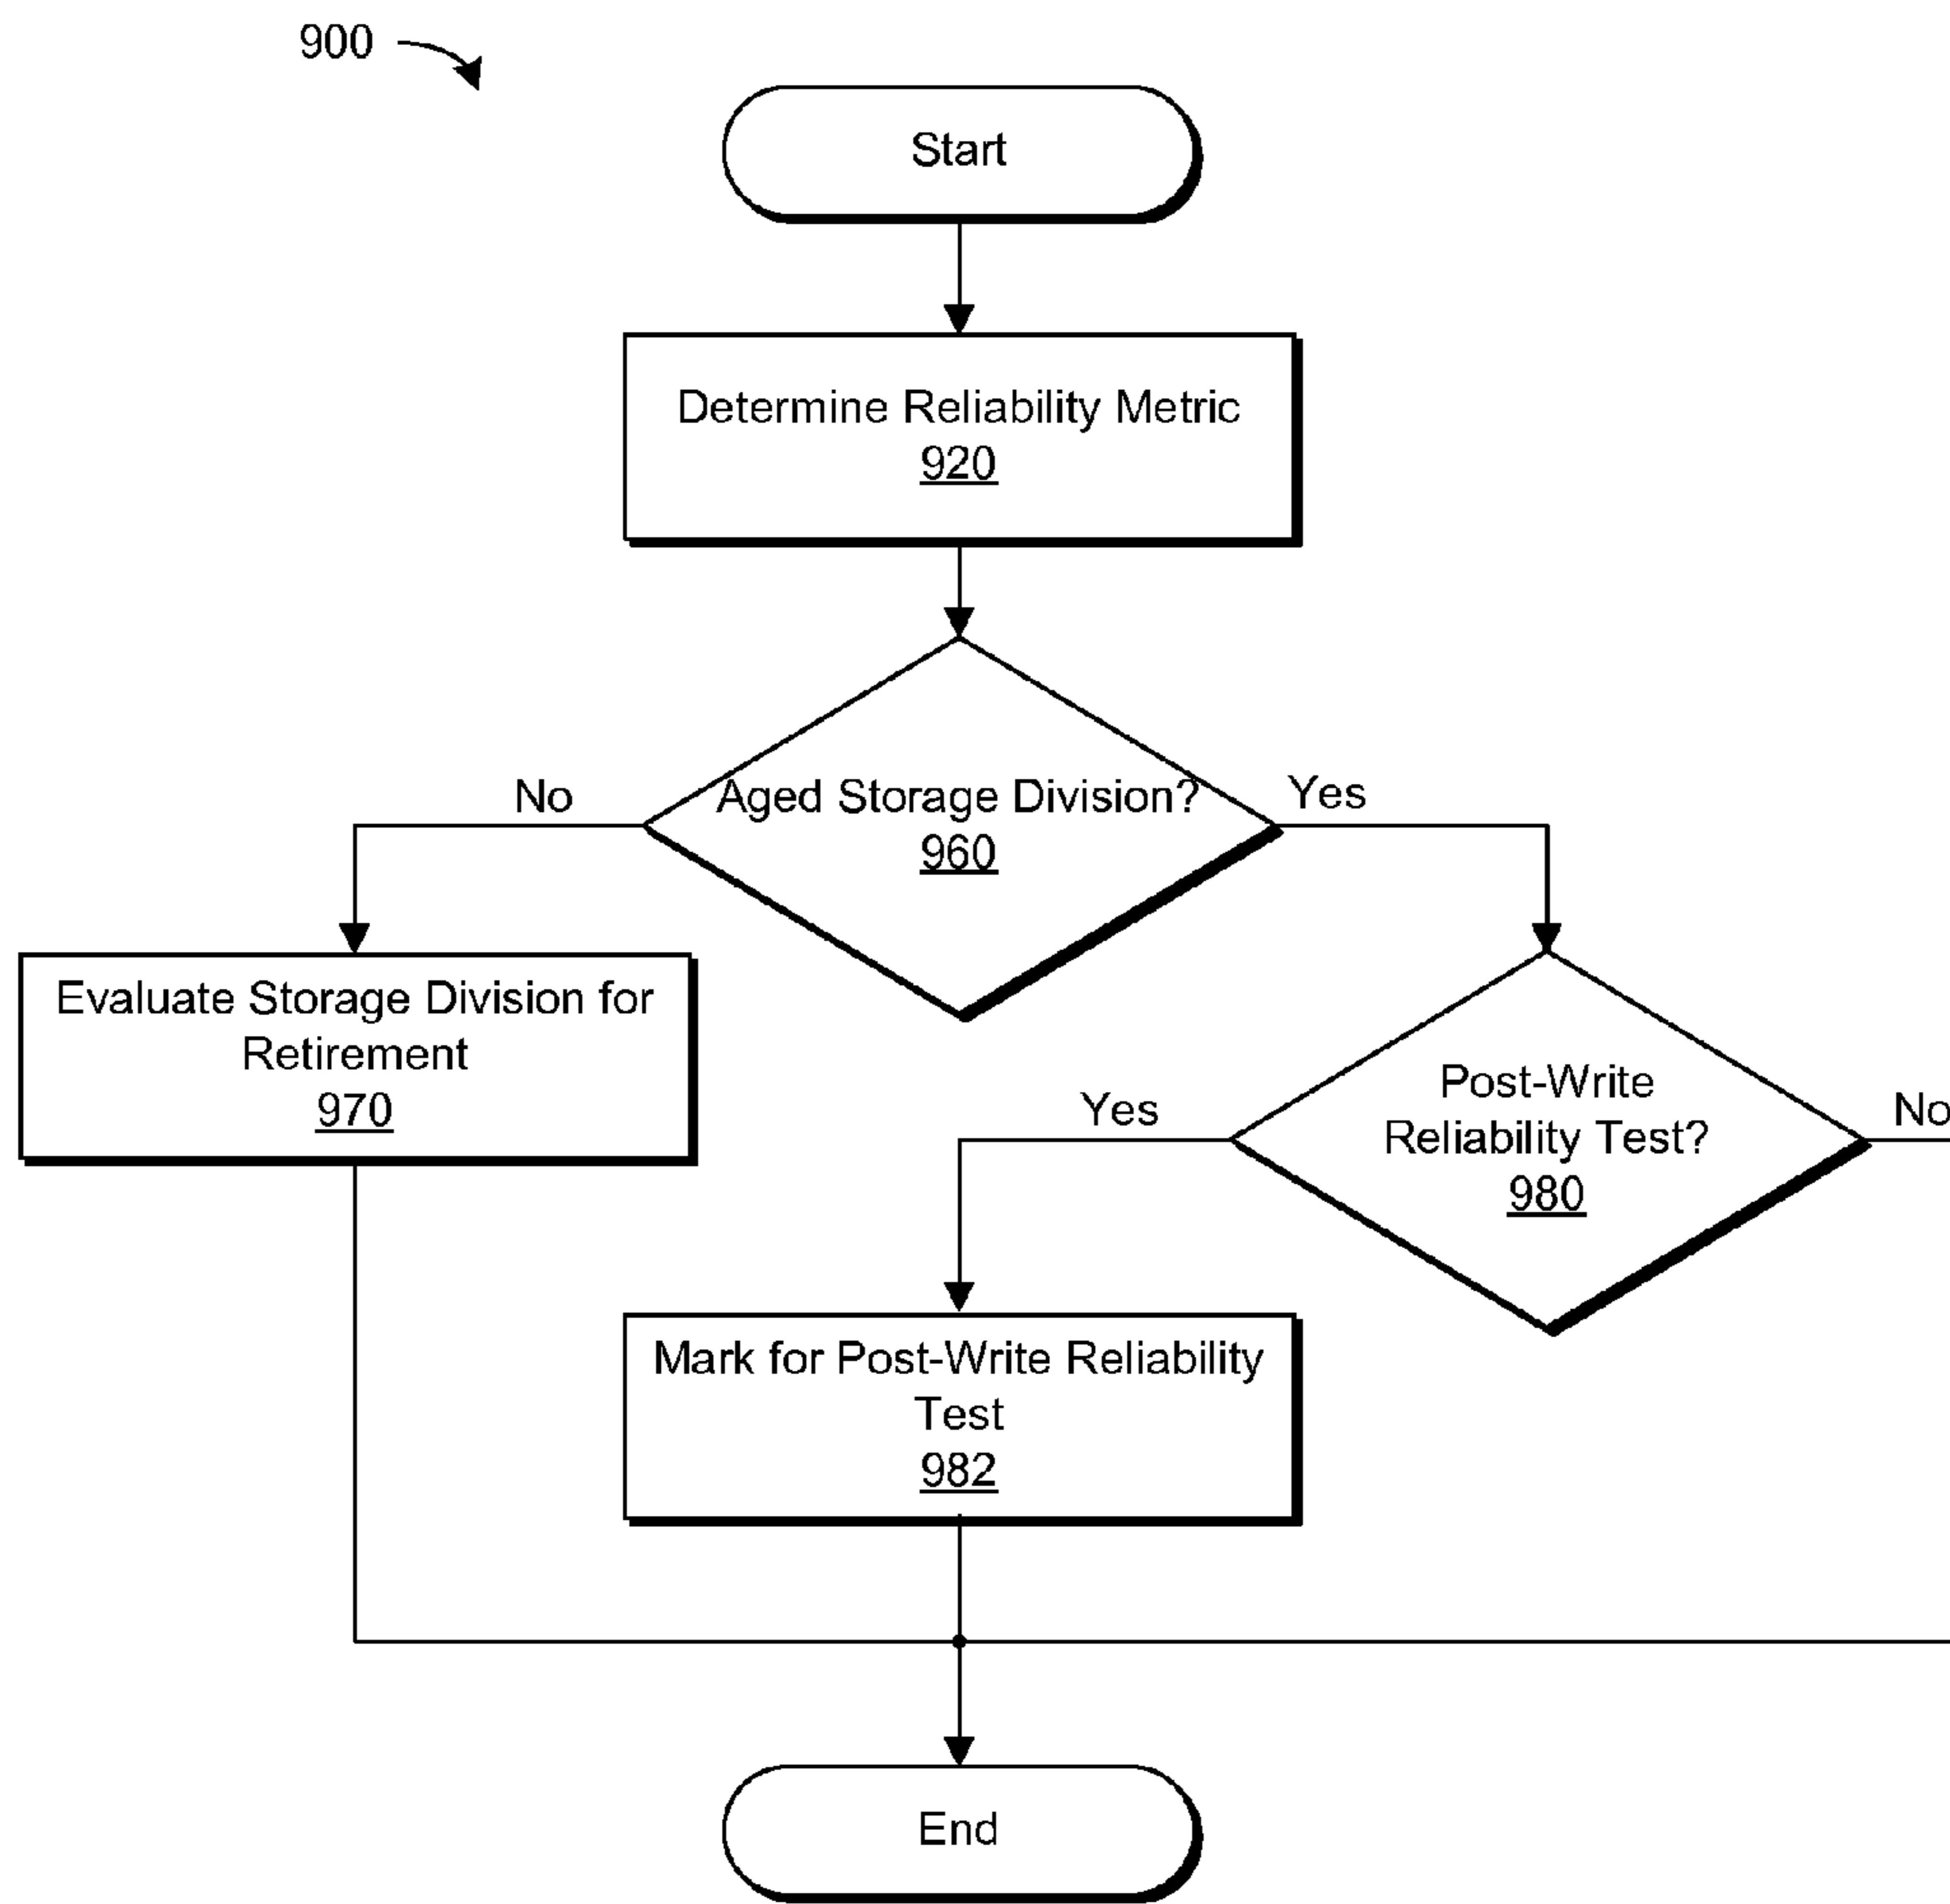 900
Start
Determine Reliability Metric
920
No
Aged Storage Division?
960
Yes
Evaluate Storage Division for
Retirement
970
Yes
Post-Write
Reliability Test?
980
No
Mark for Post-Write Reliability
Test
982
End